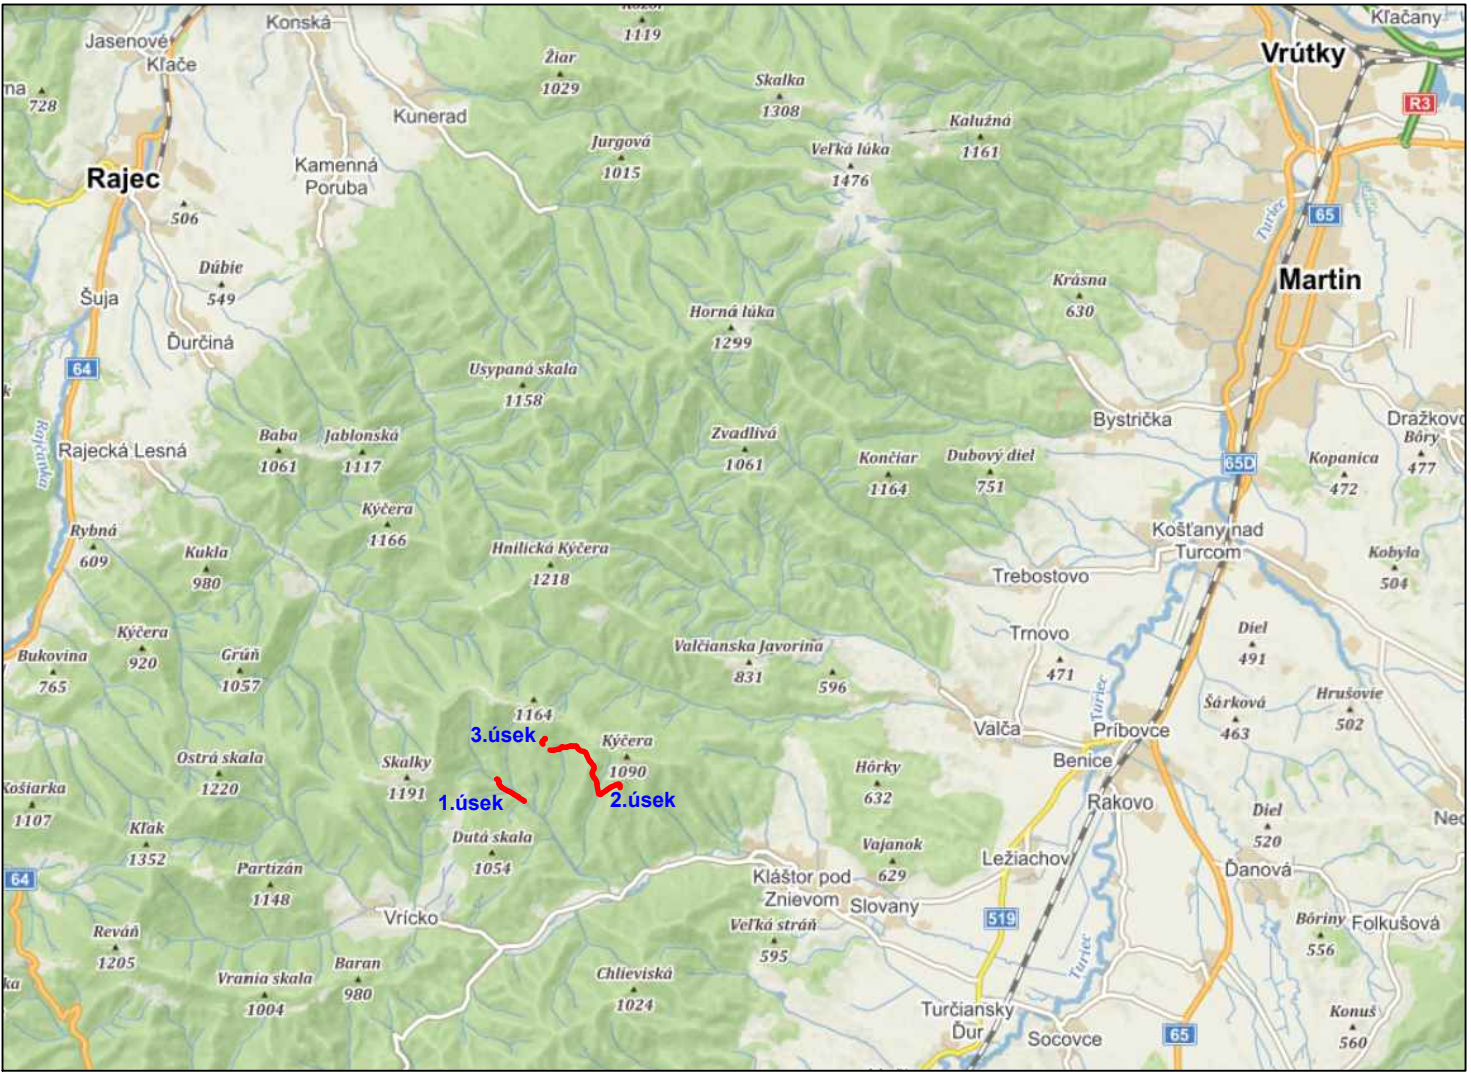 Kľačany
Konská
1119
Jasenové
Kľače
Vrútky
Žiar
1029
Skalka
1308
728
R3
Kunerad
Kalužná
1161
Jurgová
1015
Veľká lúka
1476
Kamenná
Poruba
Rajec
506
65
Turiec
Dúbie
549
Krásna
630
Martin
Šuja
Horná lúka
1299
Ďurčiná
64
Usypaná skala
1158
Bystrička
Rajčanka
Rajecká Lesná
Baba
1061
Jablonská
1117
Zvadlivá
1061
Končiar
1164
Dubový diel
751
65D
Kopanica
472
Dražkovo
Bôry
477
Kýčera
1166
Rybná
609
Kukla
980
Hnilická Kýčera
1218
Košťany nad
Turcom
Kobyla
504
Trebostovo
Kýčera
920
Trnovo
471
Diel
491
Bukovina
765
Grúň
1057
Valčianska Javorina
831
596
Turiec
Šárková
463
Hrušovie
502
1164
3.úsek
Kýčera
1090
Valča
Príbovce
Benice
Ostrá skala
1220
Skalky
1191
Hôrky
632
Košiarka
1107
1.úsek
2.úsek
Rakovo
Diel
520
Kľak
1352
Dutá skala
1054
Vajanok
629
Ležiachov
Ďanová
64
Partizán
1148
Kláštor pod
Znievom
Slovany
Vrícko
519
Bôriny
556
Folkušová
Reváň
1205
Veľká stráň
595
Turiec
Vrania skala
1004
Baran
980
Chlieviská
1024
Turčiansky
Ďur
Socovce
65
Konuš
560